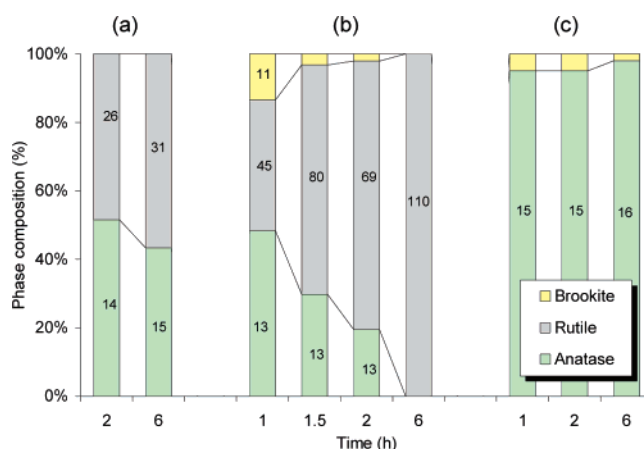 (a) (b) (c)
Phase composition (%)
100%
80%
60%
40%
20%
0%
26 31
14 15
11
45 80 69 110
13 13 13
15 15 16
Brookite
Rutile
Anatase
2 6 1 1.5 2 6 1 2 6
Time (h)